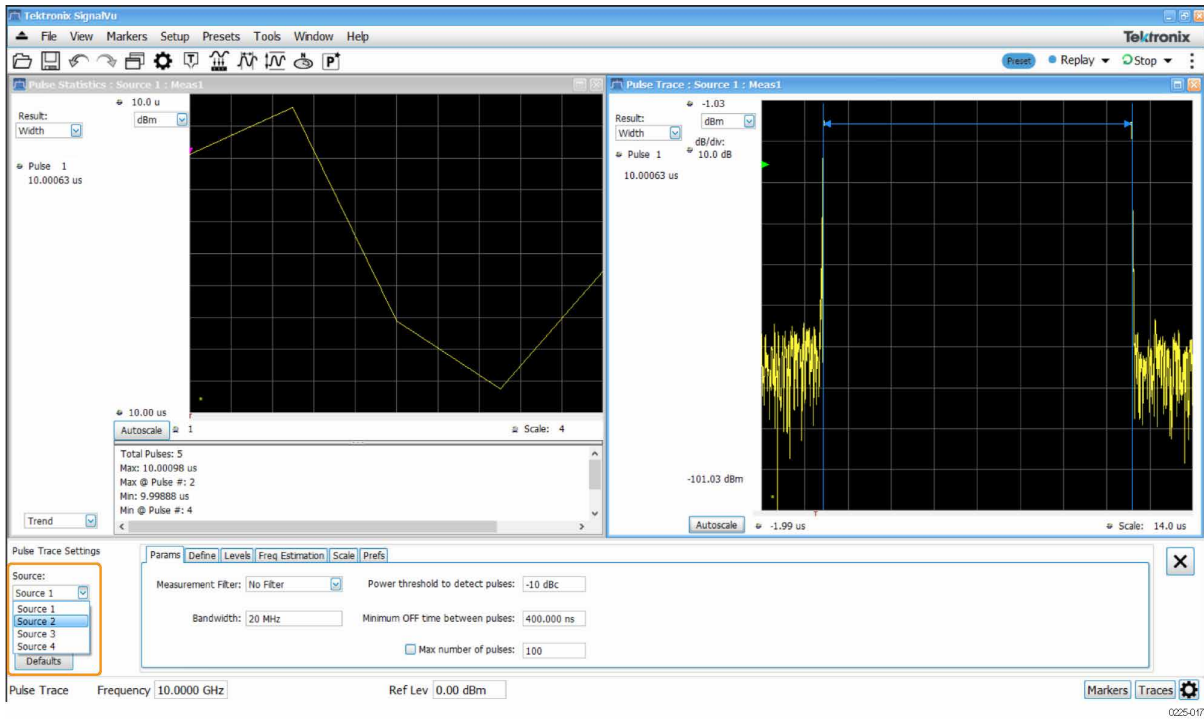 Tektronix SignalVu
File View Markers Setup Presets Tools Window Help
Tektronix
Preset Replay Stop
Pulse Statistics : Source 1 : Meas1
Result:
Width
10.0 u
dBm
Pulse 1
10.00063 us
10.00 us
Autoscale
1
Scale: 4
Total Pulses: 5
Max: 10.00098 us
Max @ Pulse #: 2
Min: 9.99888 us
Min @ Pulse #: 4
Trend
Pulse Trace : Source 1 : Meas1
Result:
Width
-1.03
dBm
dB/div:
10.0 dB
Pulse 1
10.00063 us
-101.03 dBm
Autoscale
-1.99 us
T
Scale: 14.0 us
Pulse Trace Settings
Source:
Source 1
Source 1
Source 2
Source 3
Source 4
Defaults
Params Define Levels Freq Estimation Scale Prefs
Measurement Filter: No Filter
Power threshold to detect pulses: -10 dBc
Bandwidth: 20 MHz
Minimum OFF time between pulses: 400.000 ns
Max number of pulses: 100
Pulse Trace Frequency 10.0000 GHz Ref Lev 0.00 dBm
Markers Traces
0225-017